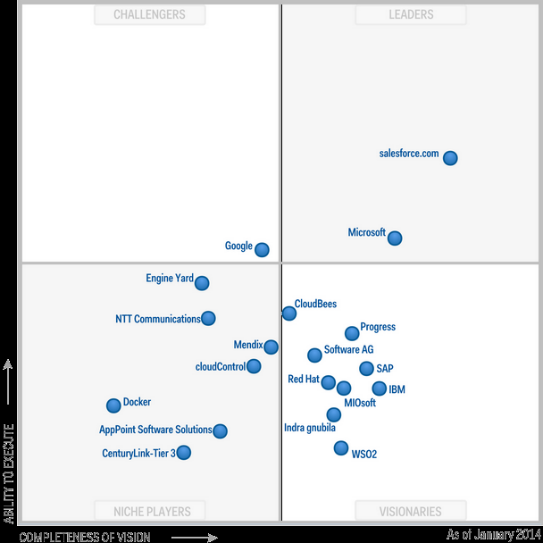 CHALLENGERS
LEADERS
salesforce.com
Microsoft
Google
Engine Yard
CloudBees
NTT Communications
Progress
Mendix
Software AG
cloudControl
SAP
Red Hat
IBM
MIOsoft
Docker
Indra gnubila
AppPoint Software Solutions
CenturyLink-Tier 3
WSO2
NICHE PLAYERS
VISIONARIES
ABILITY TO EXECUTE
COMPLETENESS OF VISION
As of January 2014